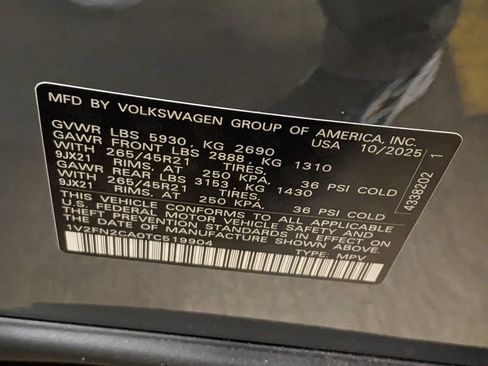 MFD BY VOLKSWAGEN GROUP OF AMERICA, INC.
USA 10/2025
GVWR LBS 5930, KG 2690
GAWR FRONT LBS 2888, KG 1310
WITH 265/45R21 TIRES,
9JX21 RIMS, AT 250 KPA, 36 PSI COLD
GAWR REAR LBS 3153, KG 1430
WITH 265/45R21 TIRES,
9JX21 RIMS, AT 250 KPA, 36 PSI COLD
THIS VEHICLE CONFORMS TO ALL APPLICABLE
U.S. FEDERAL MOTOR VEHICLE SAFETY AND
THEFT PREVENTION STANDARDS IN EFFECT ON
THE DATE OF MANUFACTURE SHOWN ABOVE.
1V2FN2CA0TC519904
TYPE: MPV
4938202 1